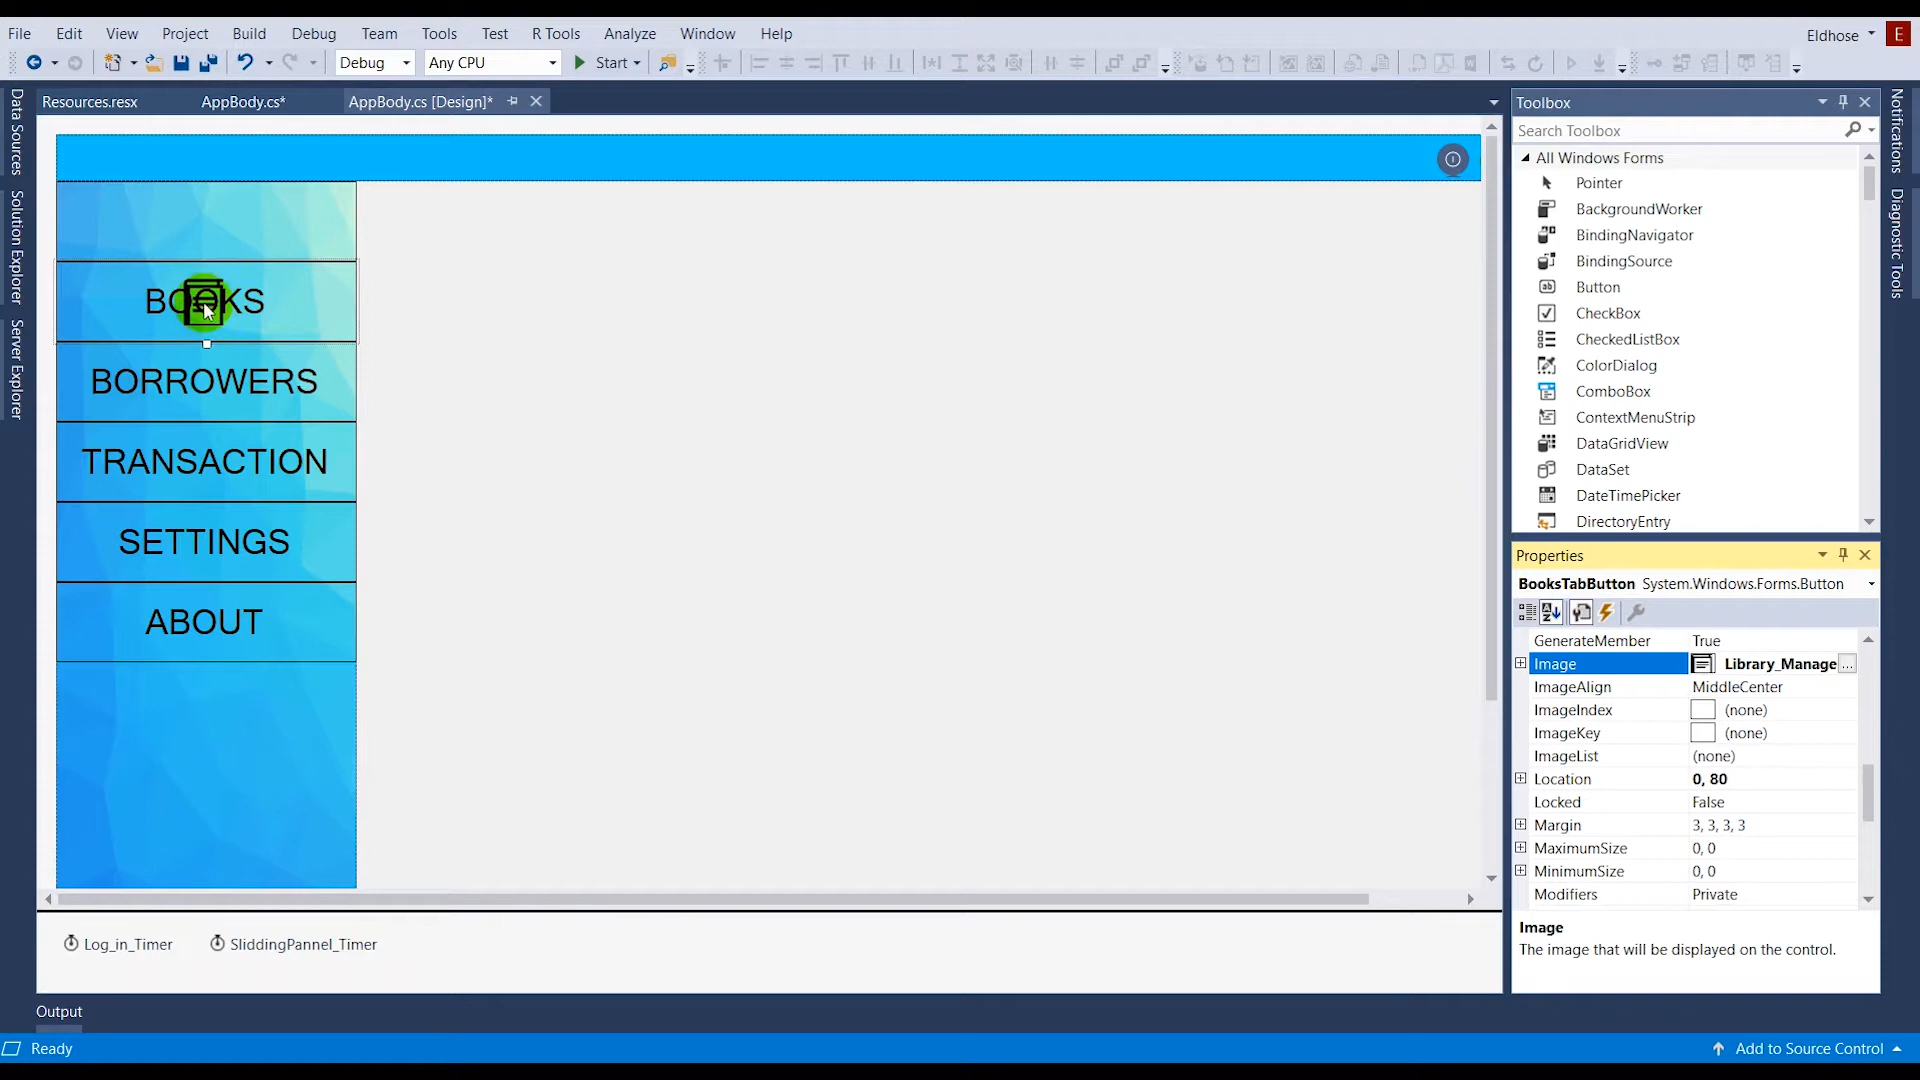 File Edit View Project Build Debug Team Tools Test R Tools Analyze Window Help
Eldhose E
Debug Any CPU Start
Resources.resx AppBody.cs* AppBody.cs [Design]*
Data Sources
Solution Explorer
Server Explorer
BOOKS
BORROWERS
TRANSACTION
SETTINGS
ABOUT
Log_in_Timer SliddingPannel_Timer
Toolbox
Search Toolbox
All Windows Forms
Pointer
BackgroundWorker
BindingNavigator
BindingSource
Button
CheckBox
CheckedListBox
ColorDialog
ComboBox
ContextMenuStrip
DataGridView
DataSet
DateTimePicker
DirectoryEntry
Notifications
Diagnostic Tools
Properties
BooksTabButton System.Windows.Forms.Button
GenerateMember True
Image Library_Manage ...
ImageAlign MiddleCenter
ImageIndex (none)
ImageKey (none)
ImageList (none)
Location 0, 80
Locked False
Margin 3, 3, 3, 3
MaximumSize 0, 0
MinimumSize 0, 0
Modifiers Private
Image
The image that will be displayed on the control.
Output
Ready
Add to Source Control